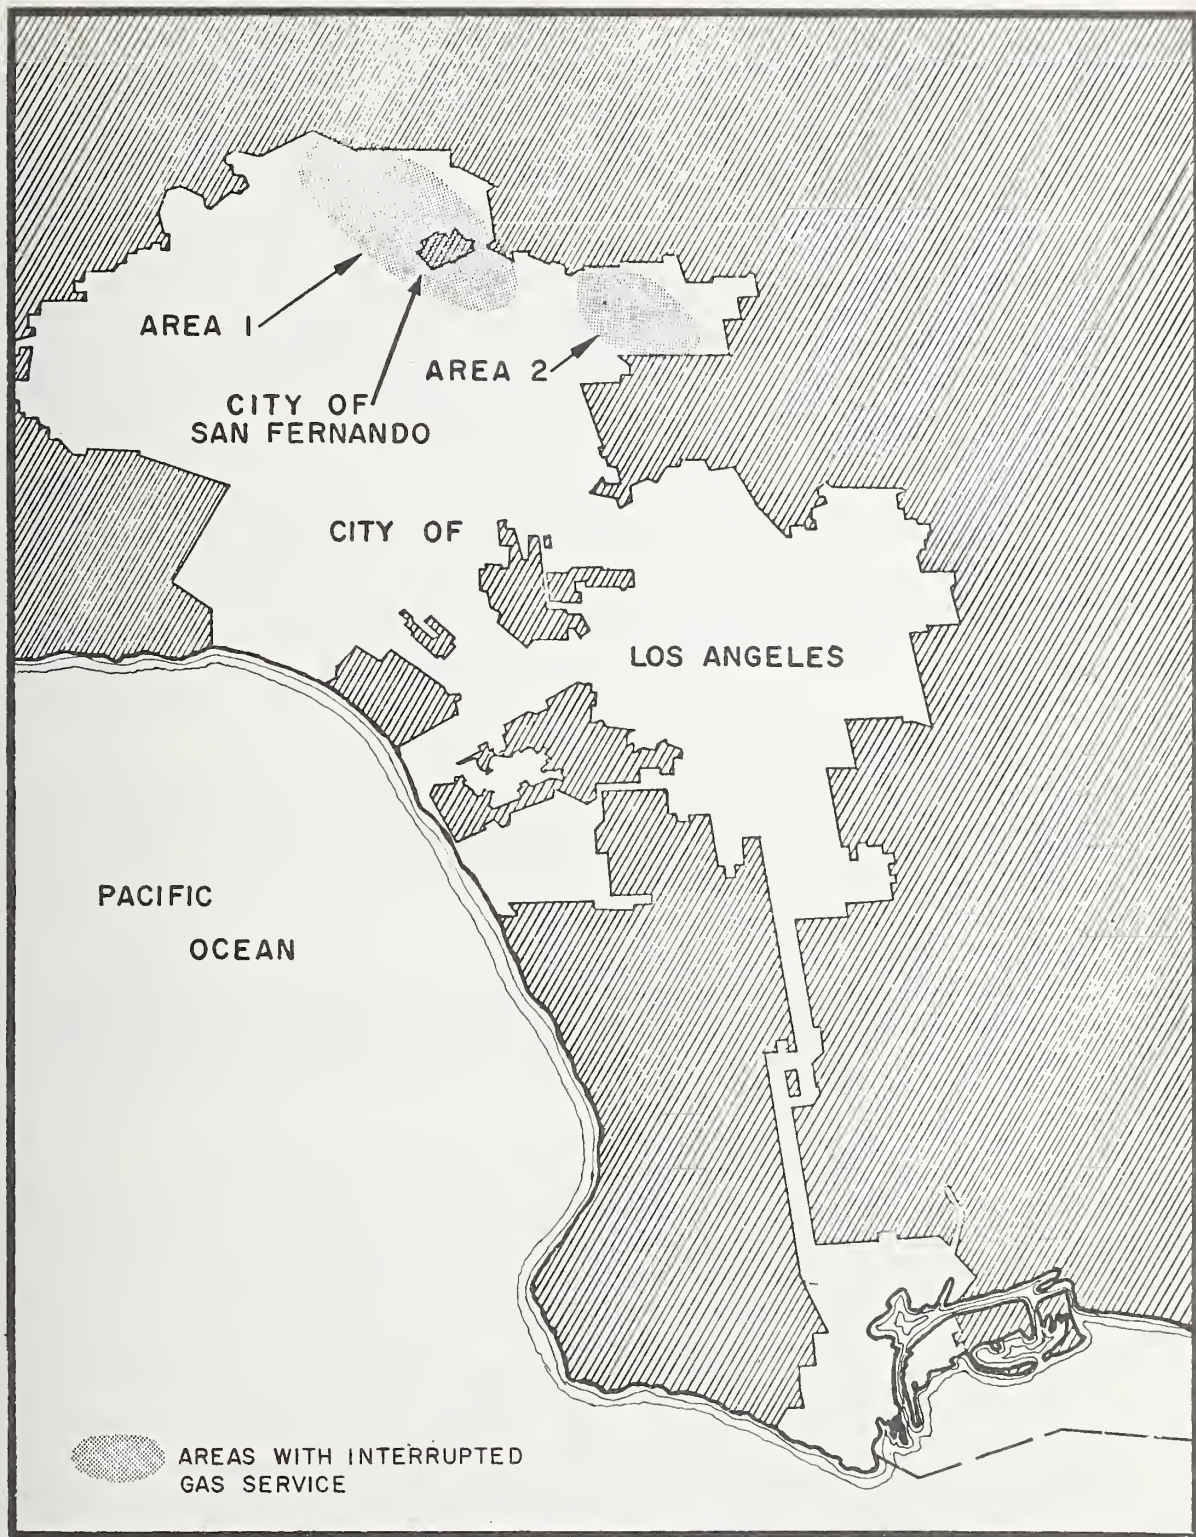 AREA 1
AREA 2
CITY OF
SAN FERNANDO
CITY OF
LOS ANGELES
PACIFIC
OCEAN
AREAS WITH INTERRUPTED
GAS SERVICE